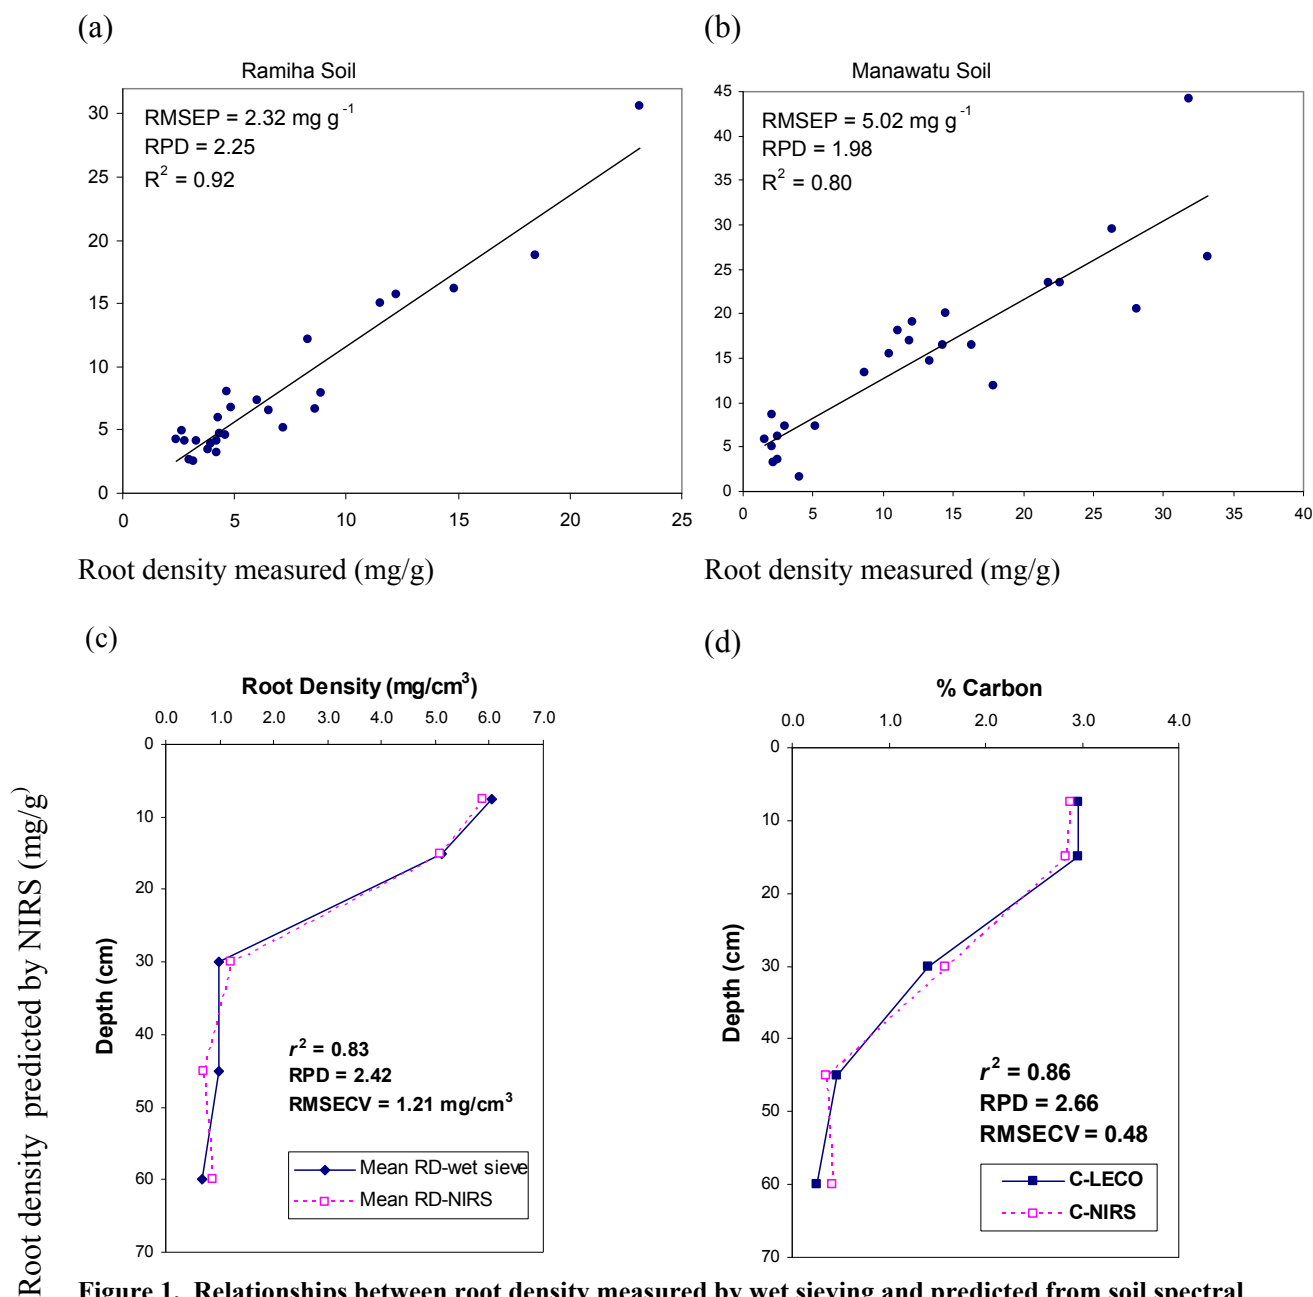 (a)
Ramiha Soil
RMSEP = 2.32 mg g-1
RPD = 2.25
R2 = 0.92
30
25
20
15
10
5
0
0 5 10 15 20 25
Root density measured (mg/g)
(b)
Manawatu Soil
RMSEP = 5.02 mg g-1
RPD = 1.98
R2 = 0.80
45
40
35
30
25
20
15
10
5
0
0 5 10 15 20 25 30 35 40
Root density measured (mg/g)
Root density predicted by NIRS (mg/g)
(c)
Root Density (mg/cm3)
0.0 1.0 2.0 3.0 4.0 5.0 6.0 7.0
0
10
20
30
40
50
60
70
Depth (cm)
r2 = 0.83
RPD = 2.42
RMSECV = 1.21 mg/cm3
Mean RD-wet sieve
Mean RD-NIRS
(d)
% Carbon
0.0 1.0 2.0 3.0 4.0
0
10
20
30
40
50
60
70
Depth (cm)
r2 = 0.86
RPD = 2.66
RMSECV = 0.48
C-LECO
C-NIRS
Figure 1. Relationships between root density measured by wet sieving and predicted from soil spectral